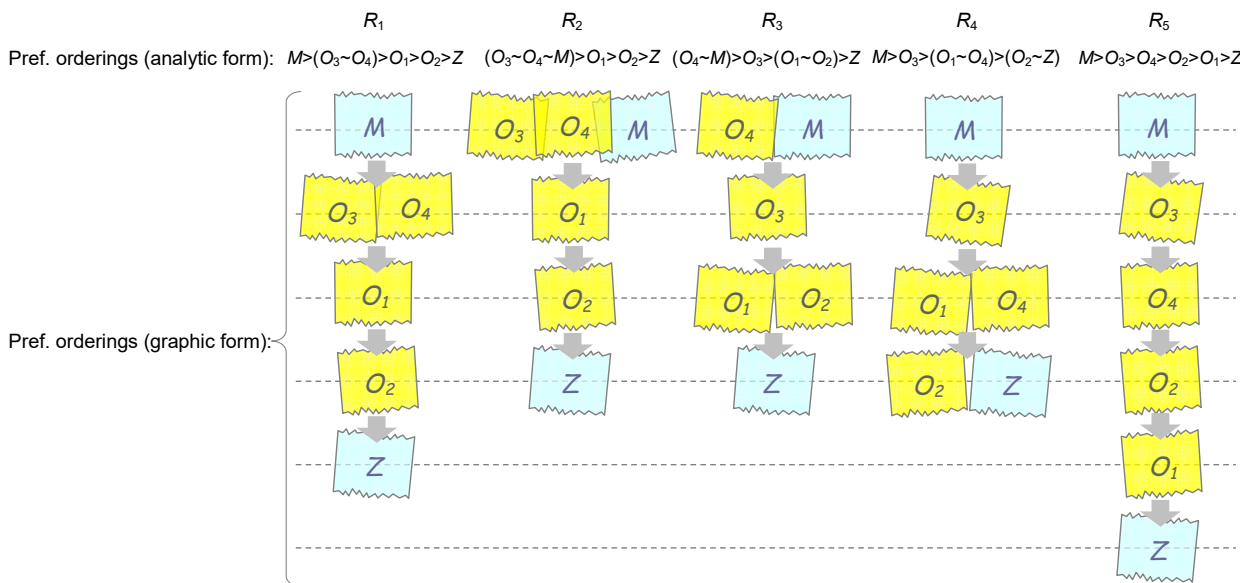 R1 R2 R3 R4 R5
Pref. orderings (analytic form): M>(O3~O4)>O1>O2>Z (O3~O4~M)>O1>O2>Z (O4~M)>O3>(O1~O2)>Z M>O3>(O1~O4)>(O2~Z) M>O3>O4>O2>O1>Z
M O3 O4 M O4 M M M
O3 O4 O1 O3 O3 O3
O1 O2 O1 O2 O1 O4 O4
Pref. orderings (graphic form):
O2 Z Z O2 Z O2
Z O1
Z